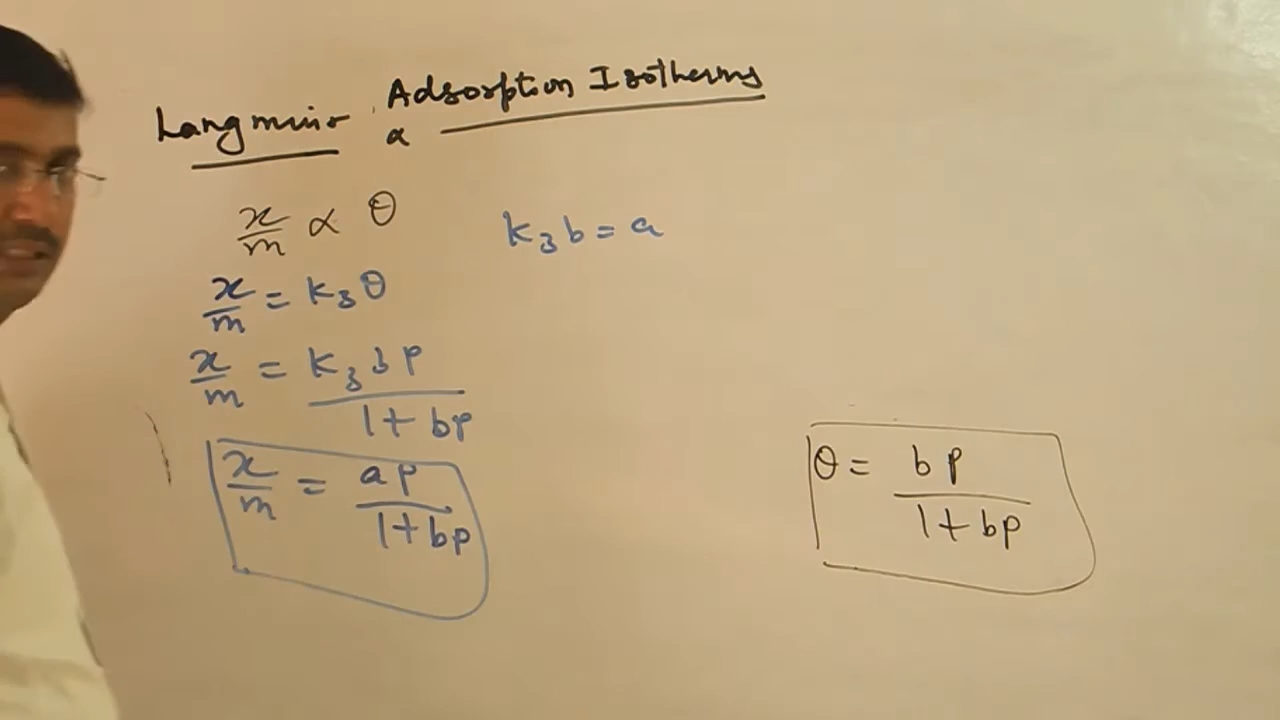 Langmuir Adsorption Isotherms
α
x/m ∝ θ
k₃b = a
x/m = k₃θ
x/m = k₃bp / 1+bp
x/m = ap / 1+bp
θ = bp / 1+bp